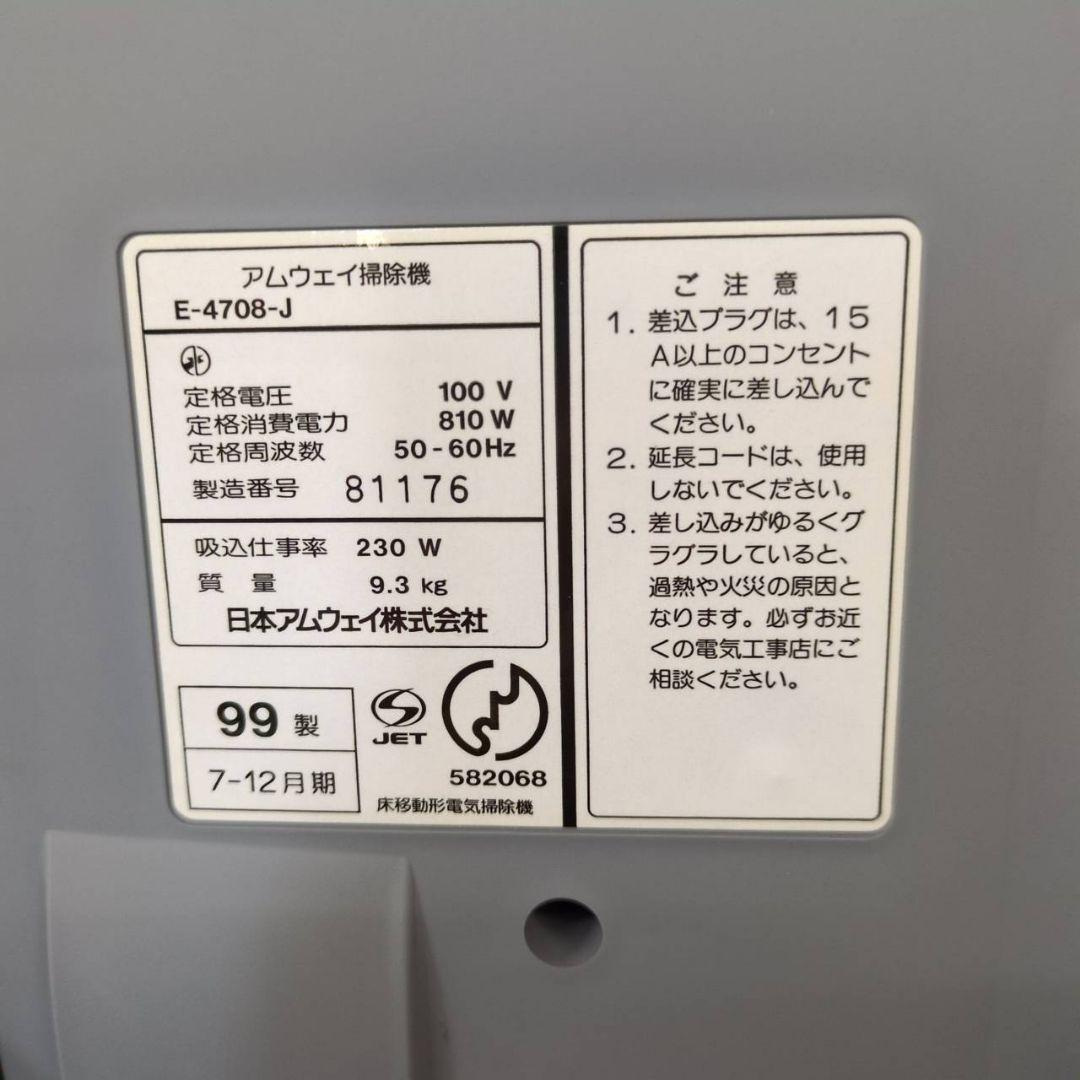 アムウェイ掃除機
E-4708-J
定格電圧 100 V
定格消費電力 810 W
定格周波数 50-60Hz
製造番号 81176
吸込仕事率 230 W
質量 9.3 kg
日本アムウェイ株式会社
99 製
7-12月期
JET
582068
床移動形電気掃除機
ご注意
1. 差込プラグは、15
A以上のコンセント
に確実に差し込んで
ください。
2. 延長コードは、使用
しないでください。
3. 差し込みがゆるくグ
ラグラしていると、
過熱や火災の原因と
なります。必ずお近
くの電気工事店にご
相談ください。